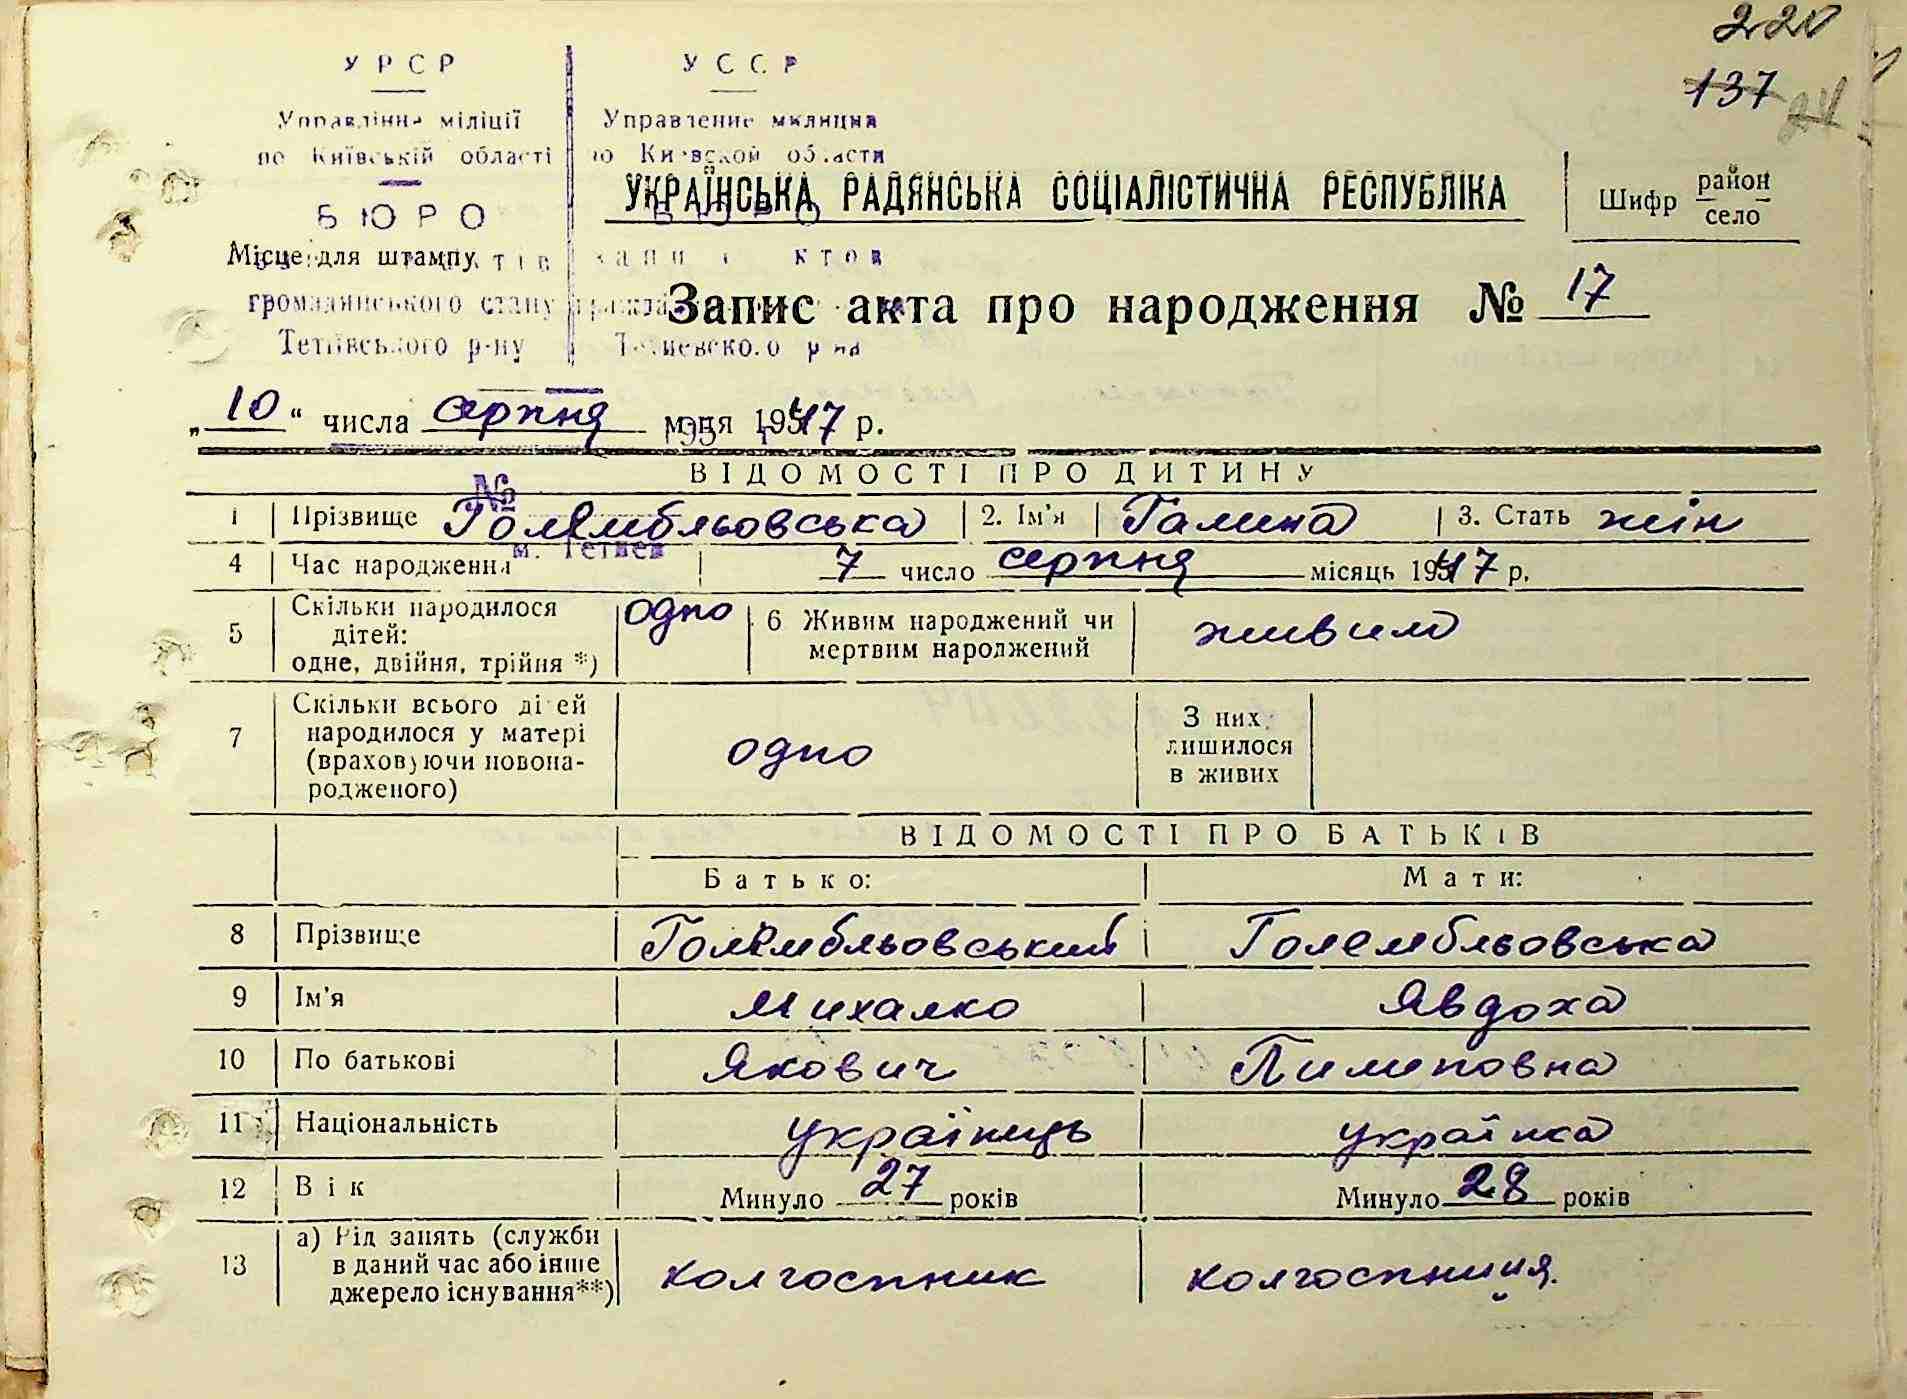 220
137
24
УРСР
Управління міліції
по Київській області
БЮРО
УССР
Управление милиции
по Киевской области
УКРАЇНСЬКА РАДЯНСЬКА СОЦІАЛІСТИЧНА РЕСПУБЛІКА
Шифр район село
Місце для штампу
громадянського стану
Тетіївського р-ну
Тетиевского р-на
Запис акта про народження № 17
„10“ числа серпня м-ця 1947 р.
ВІДОМОСТІ ПРО ДИТИНУ
№
1 Прізвище Голембльовська 2. Ім'я Галина 3. Стать жін
м. Тетиев
4 Час народження 7 число серпня місяць 1947 р.
5 Скільки народилося дітей: одне, двійня, трійня *) одно 6 Живим народжений чи мертвим народжений живим
7 Скільки всього дітей народилося у матері (враховуючи новонародженого) одно З них лишилося в живих
ВІДОМОСТІ ПРО БАТЬКІВ
Батько: Мати:
8 Прізвище Голембльовський Голембльовська
9 Ім'я Михалко Явдоха
10 По батькові Якович Пименовна
11 Національність українець українка
12 Вік Минуло 27 років Минуло 28 років
13 а) Рід занять (служби в даний час або інше джерело існування**) колгоспник колгоспниця.